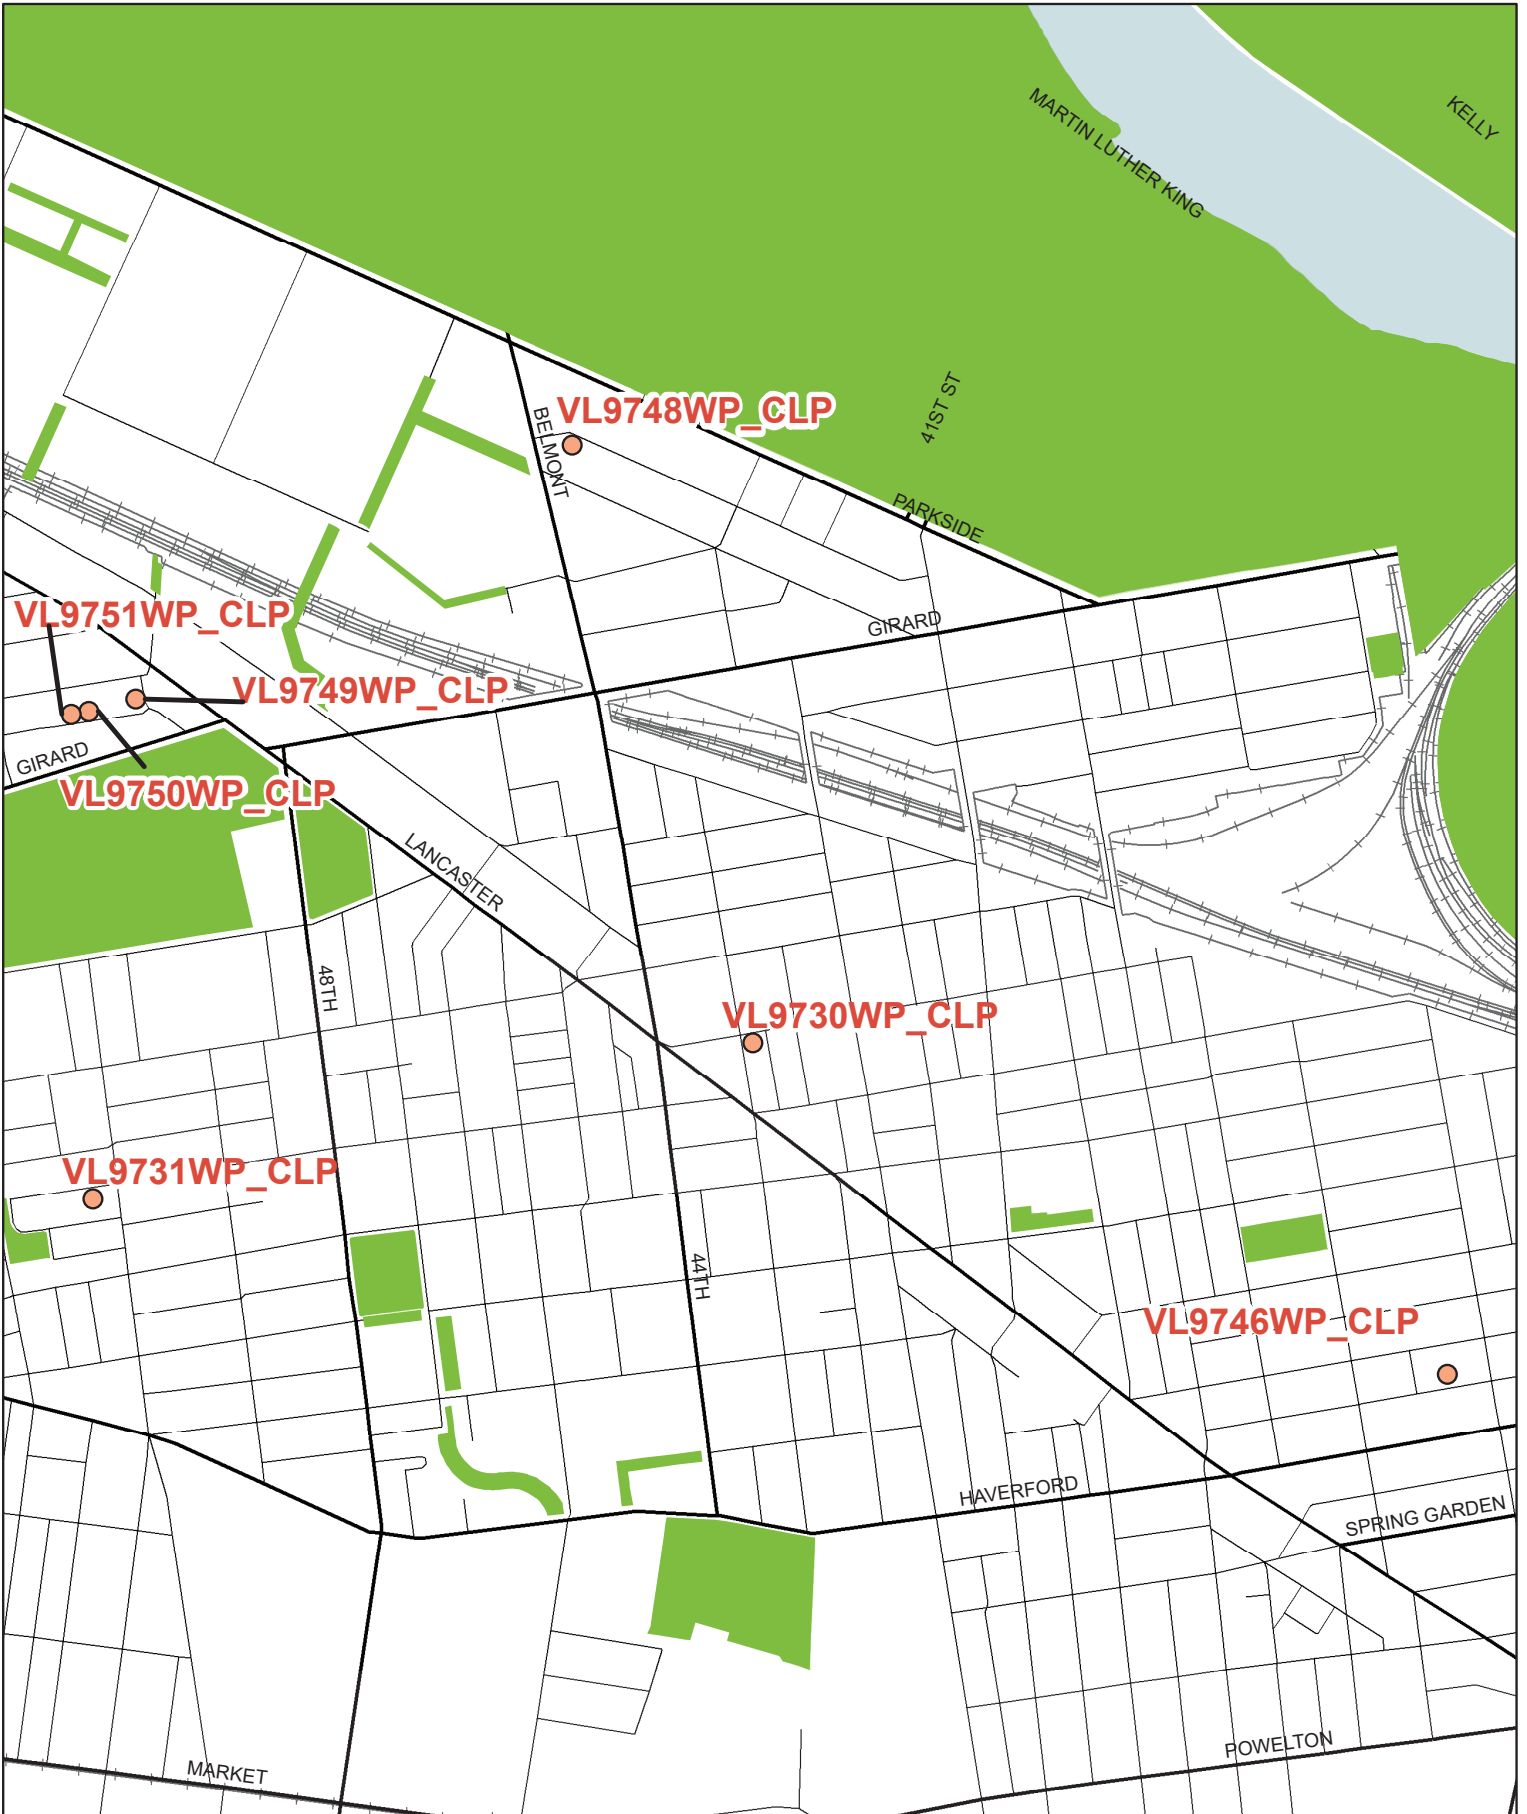 KELLY
MARTIN LUTHER KING
41ST ST
VL9748WP_CLP
BELMONT
PARKSIDE
GIRARD
VL9751WP_CLP
VL9749WP_CLP
GIRARD
VL9750WP_CLP
LANCASTER
48TH
VL9730WP_CLP
VL9731WP_CLP
44TH
VL9746WP_CLP
HAVERFORD
SPRING GARDEN
POWELTON
MARKET